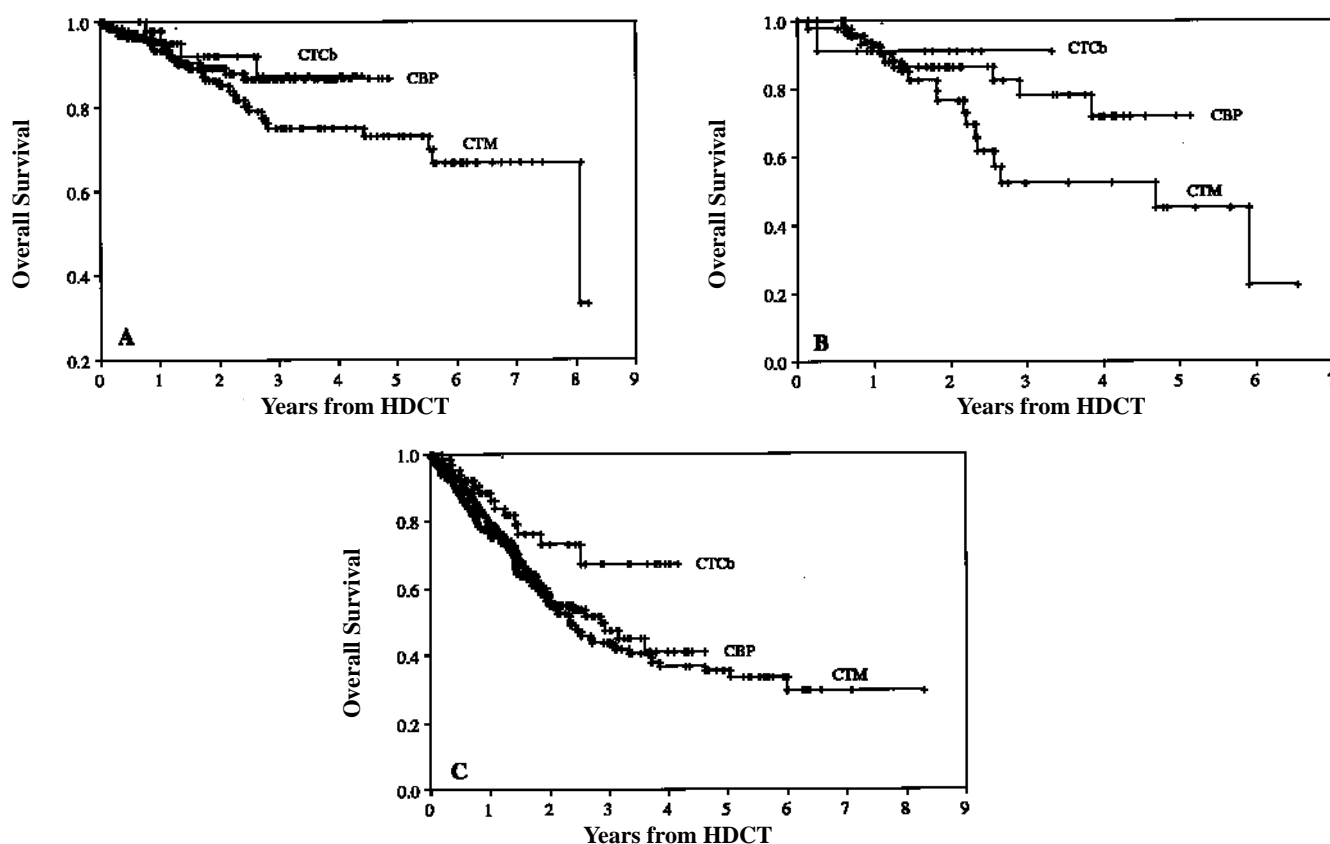 Overall Survival
1.0
0.8
0.6
0.4
0.2
CTCb
CBP
CTM
A
0 1 2 3 4 5 6 7 8 9
Years from HDCT
Overall Survival
1.0
0.8
0.6
0.4
0.2
0.0
CTCb
CBP
CTM
B
0 1 2 3 4 5 6
Years from HDCT
Overall Survival
1.0
0.8
0.6
0.4
0.2
0.0
CTCb
CBP
CTM
C
0 1 2 3 4 5 6 7 8 9
Years from HDCT